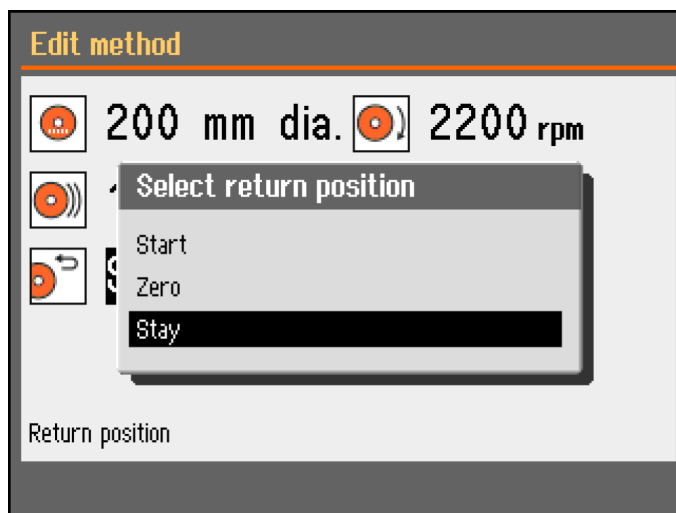 Edit method
200 mm dia. 2200 rpm
Select return position
Start
Zero
Stay
Return position